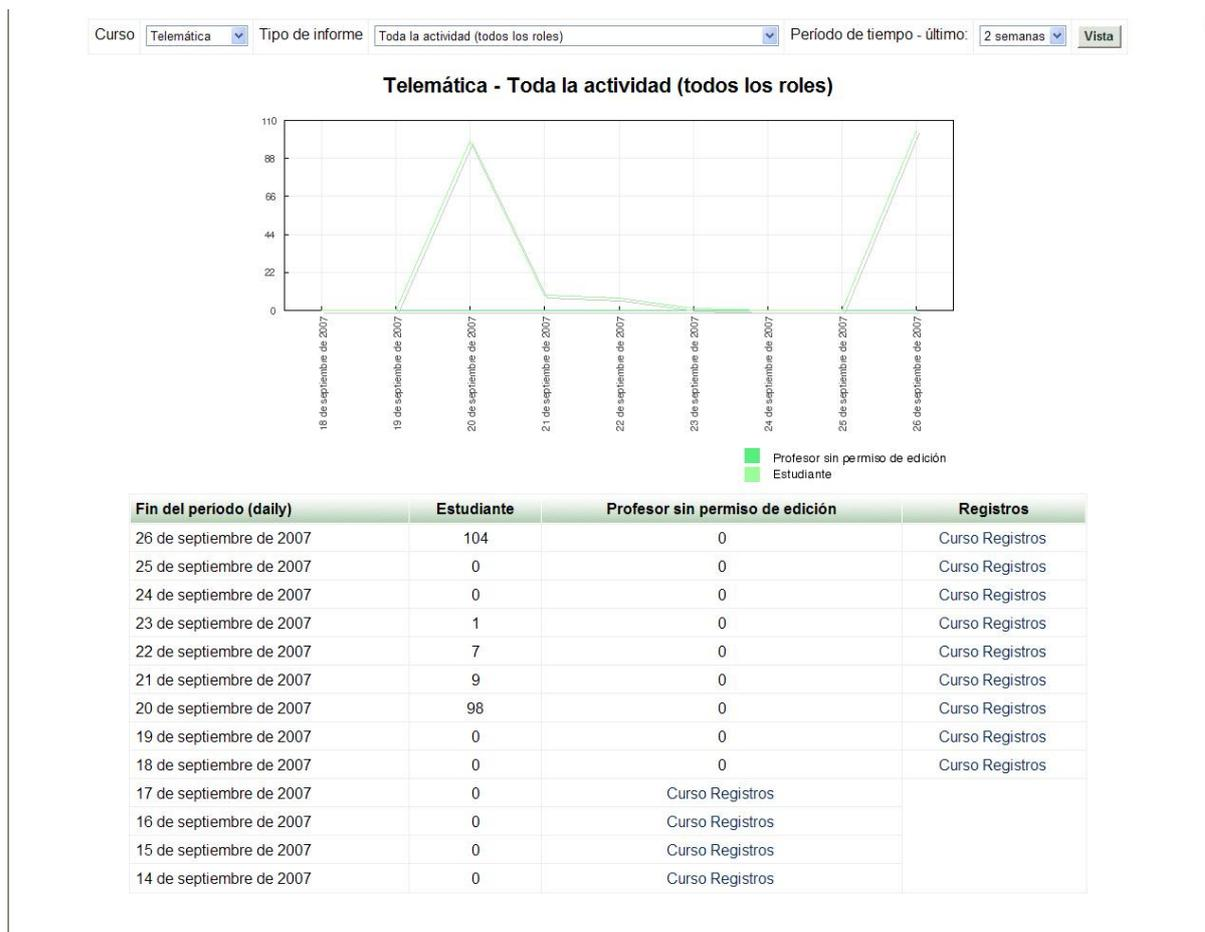 Curso Telemática Tipo de informe Toda la actividad (todos los roles) Período de tiempo - último: 2 semanas Vista
Telemática - Toda la actividad (todos los roles)
110
88
66
44
22
0
18 de septiembre de 2007
19 de septiembre de 2007
20 de septiembre de 2007
21 de septiembre de 2007
22 de septiembre de 2007
23 de septiembre de 2007
24 de septiembre de 2007
25 de septiembre de 2007
26 de septiembre de 2007
Profesor sin permiso de edición
Estudiante
Fin del período (daily) Estudiante Profesor sin permiso de edición Registros
26 de septiembre de 2007 104 0 Curso Registros
25 de septiembre de 2007 0 0 Curso Registros
24 de septiembre de 2007 0 0 Curso Registros
23 de septiembre de 2007 1 0 Curso Registros
22 de septiembre de 2007 7 0 Curso Registros
21 de septiembre de 2007 9 0 Curso Registros
20 de septiembre de 2007 98 0 Curso Registros
19 de septiembre de 2007 0 0 Curso Registros
18 de septiembre de 2007 0 0 Curso Registros
17 de septiembre de 2007 0 Curso Registros
16 de septiembre de 2007 0 Curso Registros
15 de septiembre de 2007 0 Curso Registros
14 de septiembre de 2007 0 Curso Registros